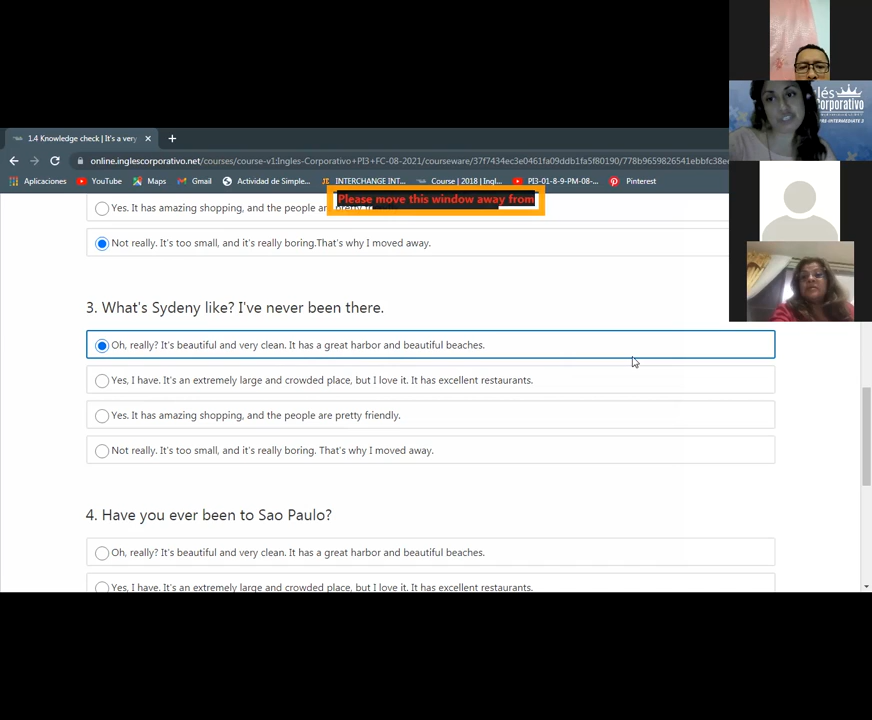 1.4 Knowledge check | It's a very
online.inglescorporativo.net/courses/course-v1:Ingles-Corporativo+PI3+FC-08-2021/courseware/37f7434ec3e0461fa09ddb1fa5f80190/778b9659826541ebbfc38ee
Aplicaciones YouTube Maps Gmail Actividad de Simple... INTERCHANGE INT... Course | 2018 | Ingl... PI3-01-8-9-PM-08-... Pinterest
Please move this window away from
Yes. It has amazing shopping, and the people are pretty
Not really. It's too small, and it's really boring.That's why I moved away.
3. What's Sydeny like? I've never been there.
Oh, really? It's beautiful and very clean. It has a great harbor and beautiful beaches.
Yes, I have. It's an extremely large and crowded place, but I love it. It has excellent restaurants.
Yes. It has amazing shopping, and the people are pretty friendly.
Not really. It's too small, and it's really boring. That's why I moved away.
4. Have you ever been to Sao Paulo?
Oh, really? It's beautiful and very clean. It has a great harbor and beautiful beaches.
Yes, I have. It's an extremely large and crowded place, but I love it. It has excellent restaurants.
glés
orporativo